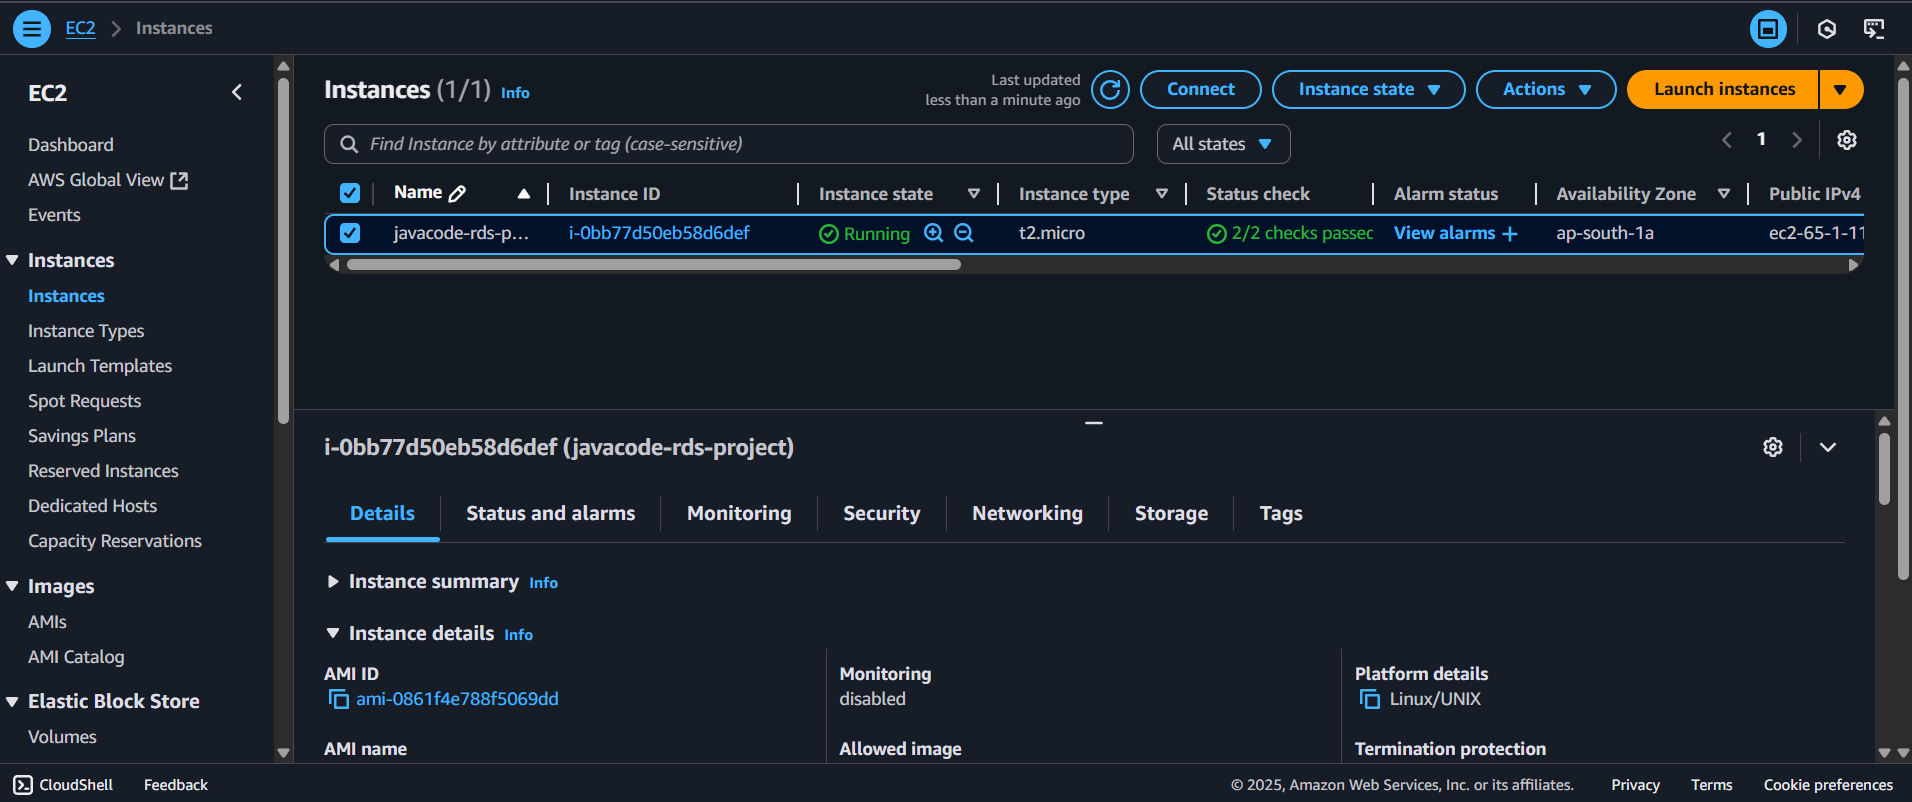 EC2 Instances
EC2
Dashboard
AWS Global View
Events
Instances
Instances
Instance Types
Launch Templates
Spot Requests
Savings Plans
Reserved Instances
Dedicated Hosts
Capacity Reservations
Images
AMIs
AMI Catalog
Elastic Block Store
Volumes
Instances (1/1) Info
Last updated
less than a minute ago
Connect
Instance state
Actions
Launch instances
Find Instance by attribute or tag (case-sensitive)
All states
1
Name Instance ID Instance state Instance type Status check Alarm status Availability Zone Public IPv4
javacode-rds-p... i-0bb77d50eb58d6def Running t2.micro 2/2 checks passec View alarms + ap-south-1a ec2-65-1-11
i-0bb77d50eb58d6def (javacode-rds-project)
Details Status and alarms Monitoring Security Networking Storage Tags
Instance summary Info
Instance details Info
AMI ID
ami-0861f4e788f5069dd
Monitoring
disabled
Platform details
Linux/UNIX
AMI name
Allowed image
Termination protection
CloudShell Feedback © 2025, Amazon Web Services, Inc. or its affiliates. Privacy Terms Cookie preferences